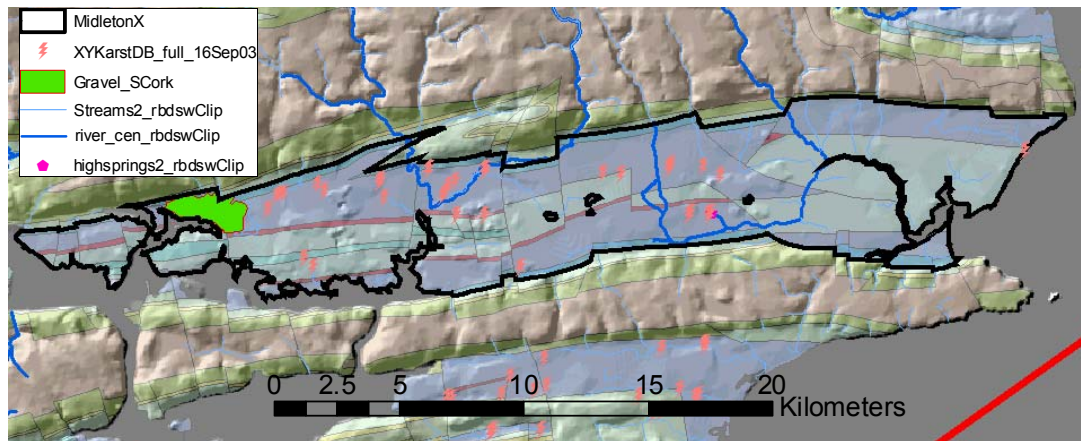 MidletonX
XYKarstDB_full_16Sep03
Gravel_SCork
Streams2_rbdswClip
river_cen_rbdswClip
highsprings2_rbdswClip
0 2.5 5 10 15 20
Kilometers